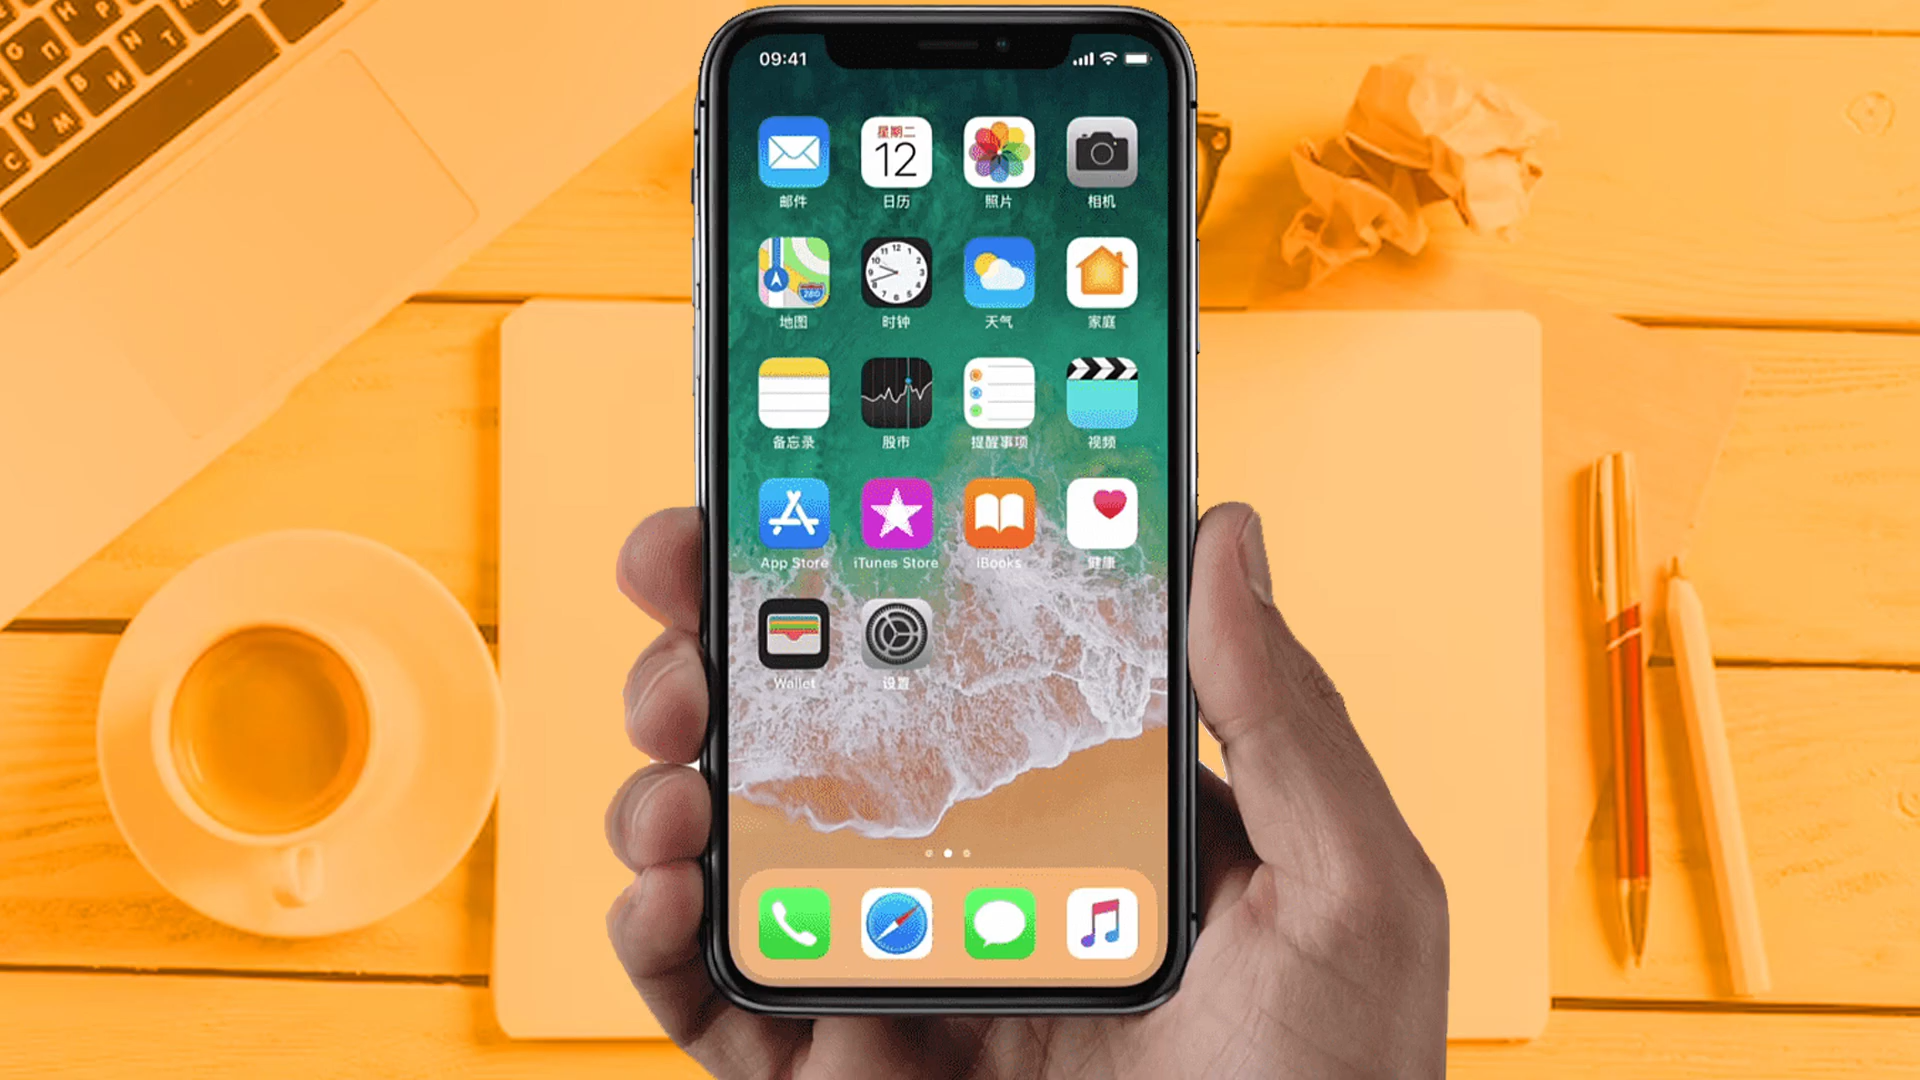 09:41
星期二
12
邮件
日历
照片
相机
280
地图
时钟
天气
家庭
备忘录
股市
提醒事项
视频
App Store
iTunes Store
iBooks
健康
Wallet
设置